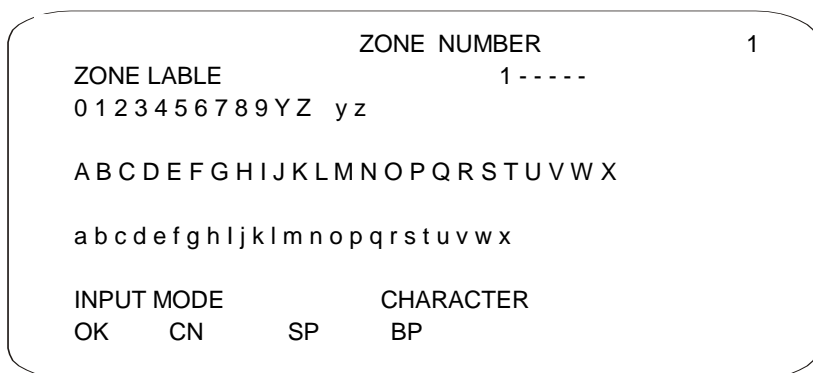 ZONE NUMBER 1
ZONE LABLE 1 - - - - -
0 1 2 3 4 5 6 7 8 9 Y Z y z
A B C D E F G H I J K L M N O P Q R S T U V W X
a b c d e f g h I j k l m n o p q r s t u v w x
INPUT MODE CHARACTER
OK CN SP BP